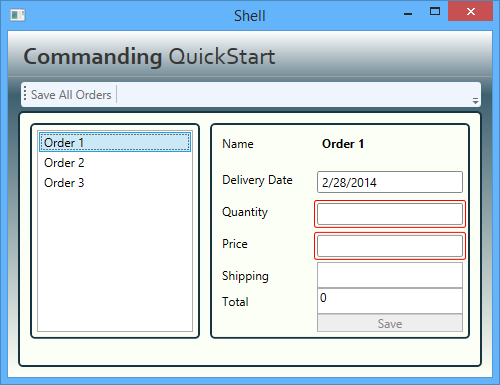 Shell
Commanding QuickStart
Save All Orders
Order 1
Order 2
Order 3
Name Order 1
Delivery Date 2/28/2014
Quantity
Price
Shipping
Total 0
Save